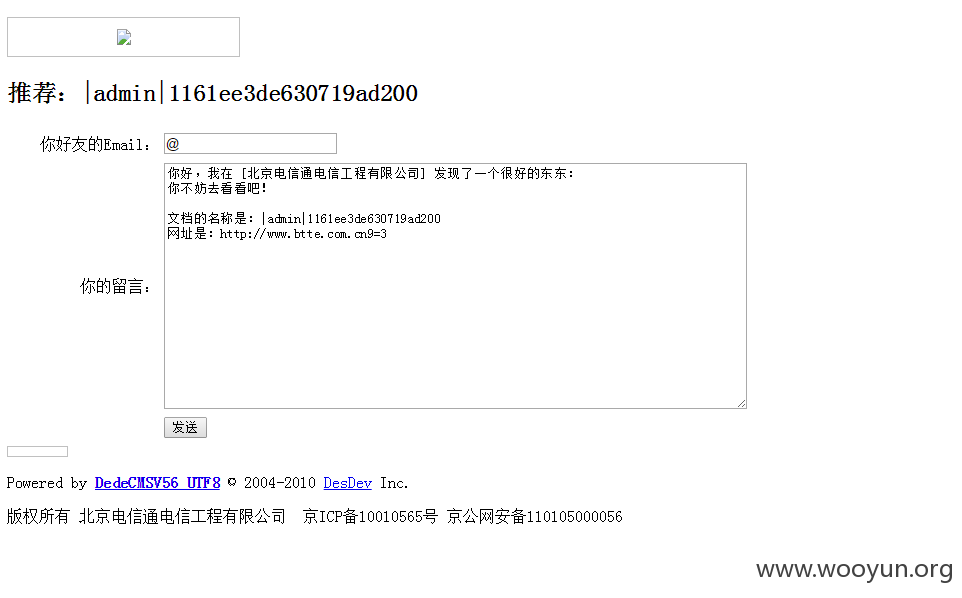 推荐：|admin|1161ee3de630719ad200
你好友的Email：
@
你好，我在 [北京电信通电信工程有限公司] 发现了一个很好的东东：
你不妨去看看吧！
文档的名称是：|admin|1161ee3de630719ad200
网址是：http://www.btte.com.cn9=3
你的留言：
发送
Powered by DedeCMSV56_UTF8 © 2004-2010 DesDev Inc.
版权所有 北京电信通电信工程有限公司 京ICP备10010565号 京公网安备110105000056
www.wooyun.org